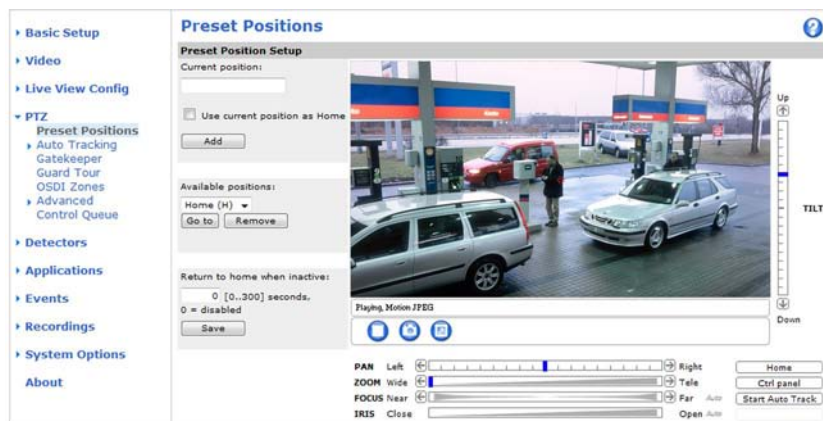 Basic Setup
Video
Live View Config
PTZ
Preset Positions
Auto Tracking
Gatekeeper
Guard Tour
OSDI Zones
Advanced
Control Queue
Detectors
Applications
Events
Recordings
System Options
About
Preset Positions
?
Preset Position Setup
Current position:
Use current position as Home
Add
Available positions:
Home (H)
Go to Remove
Return to home when inactive:
0 [0..300] seconds,
0 = disabled
Save
Playing, Motion JPEG
Up
TILT
Down
PAN Left Right Home
ZOOM Wide Tele Ctrl panel
FOCUS Near Far Auto Start Auto Track
IRIS Close Open Auto